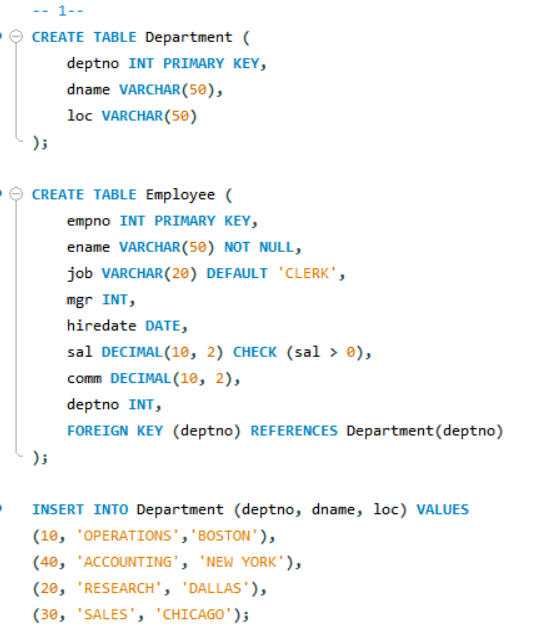 -- 1--
CREATE TABLE Department (
deptno INT PRIMARY KEY,
dname VARCHAR(50),
loc VARCHAR(50)
);
CREATE TABLE Employee (
empno INT PRIMARY KEY,
ename VARCHAR(50) NOT NULL,
job VARCHAR(20) DEFAULT 'CLERK',
mgr INT,
hiredate DATE,
sal DECIMAL(10, 2) CHECK (sal > 0),
comm DECIMAL(10, 2),
deptno INT,
FOREIGN KEY (deptno) REFERENCES Department(deptno)
);
INSERT INTO Department (deptno, dname, loc) VALUES
(10, 'OPERATIONS','BOSTON'),
(40, 'ACCOUNTING', 'NEW YORK'),
(20, 'RESEARCH', 'DALLAS'),
(30, 'SALES', 'CHICAGO');